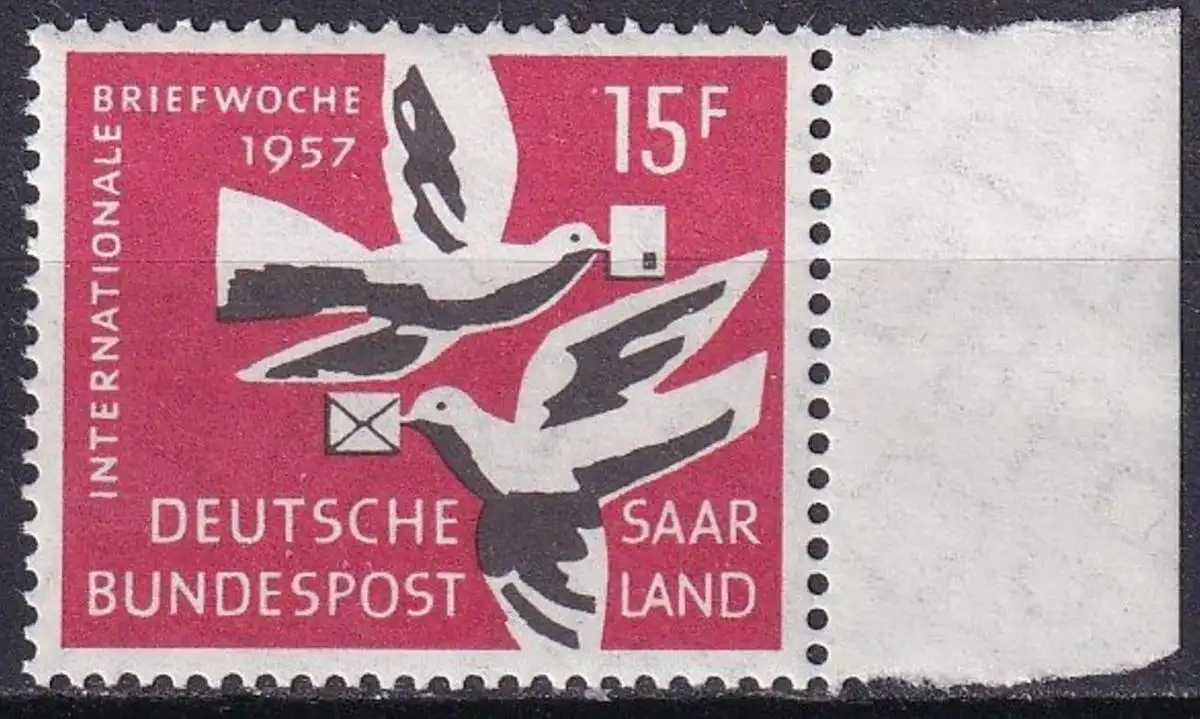 INTERNATIONALE
BRIEFWOCHE
1957
15F
DEUTSCHE
BUNDESPOST
SAAR
LAND